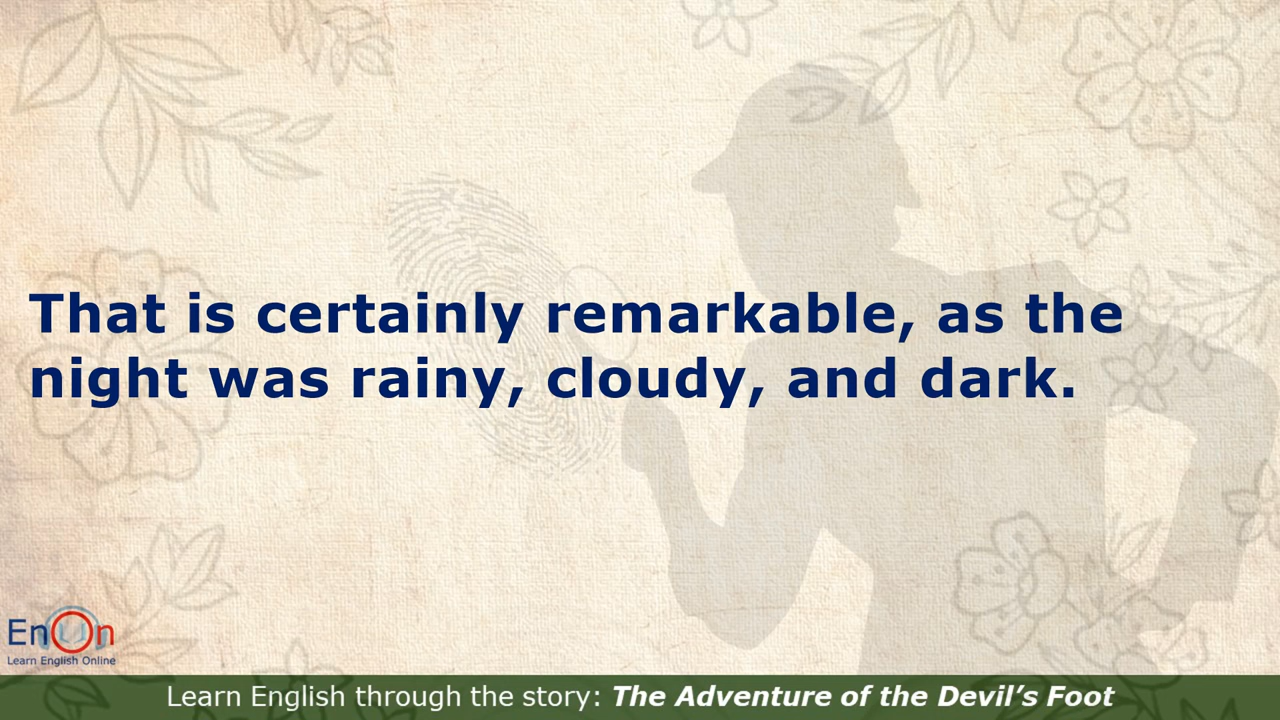 That is certainly remarkable, as the
night was rainy, cloudy, and dark.
EnOn
Learn English Online
Learn English through the story: The Adventure of the Devil’s Foot